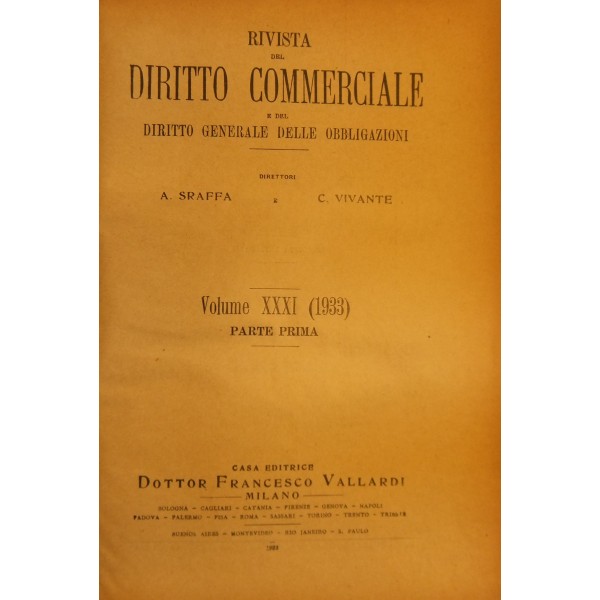 RIVISTA
DEL
DIRITTO COMMERCIALE
E DEL
DIRITTO GENERALE DELLE OBBLIGAZIONI
DIRETTORI
A. SRAFFA E C. VIVANTE
Volume XXXI (1933)
PARTE PRIMA
CASA EDITRICE
DOTTOR FRANCESCO VALLARDI
MILANO
BOLOGNA - CAGLIARI - CATANIA - FIRENZE - GENOVA - NAPOLI
PADOVA - PALERMO - PISA - ROMA - SASSARI - TORINO - TRENTO - TRIESTE
BUENOS AIRES - MONTEVIDEO - RIO JANEIRO - S. PAULO